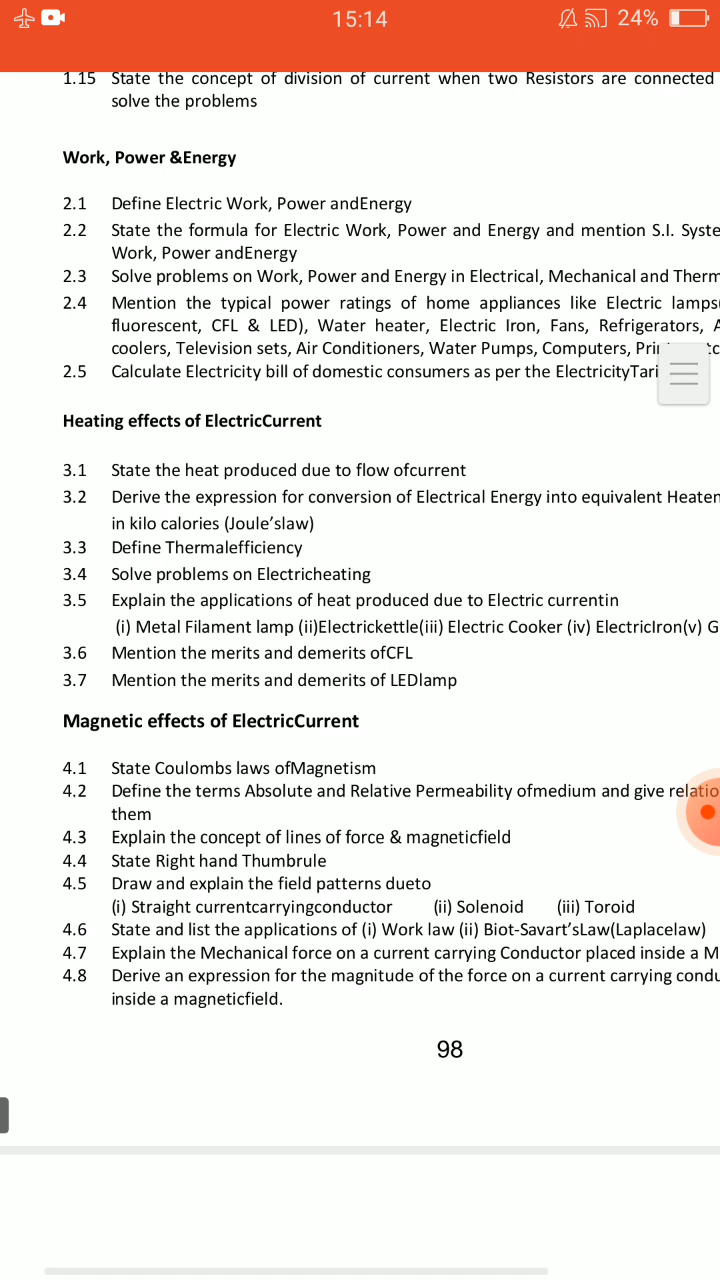 15:14
24%
1.15 State the concept of division of current when two Resistors are connected
solve the problems
Work, Power &Energy
2.1 Define Electric Work, Power andEnergy
2.2 State the formula for Electric Work, Power and Energy and mention S.I. Syste
Work, Power andEnergy
2.3 Solve problems on Work, Power and Energy in Electrical, Mechanical and Therm
2.4 Mention the typical power ratings of home appliances like Electric lamps
fluorescent, CFL & LED), Water heater, Electric Iron, Fans, Refrigerators, A
coolers, Television sets, Air Conditioners, Water Pumps, Computers,
2.5 Calculate Electricity bill of domestic consumers as per the ElectricityTari
Heating effects of ElectricCurrent
3.1 State the heat produced due to flow ofcurrent
3.2 Derive the expression for conversion of Electrical Energy into equivalent Heaten
in kilo calories (Joule'slaw)
3.3 Define Thermalefficiency
3.4 Solve problems on Electricheating
3.5 Explain the applications of heat produced due to Electric currentin
(i) Metal Filament lamp (ii)Electrickettle(iii) Electric Cooker (iv) ElectricIron(v) G
3.6 Mention the merits and demerits ofCFL
3.7 Mention the merits and demerits of LEDlamp
Magnetic effects of ElectricCurrent
4.1 State Coulombs laws ofMagnetism
4.2 Define the terms Absolute and Relative Permeability ofmedium and give relatio
them
4.3 Explain the concept of lines of force & magneticfield
4.4 State Right hand Thumbrule
4.5 Draw and explain the field patterns dueto
(i) Straight currentcarryingconductor (ii) Solenoid (iii) Toroid
4.6 State and list the applications of (i) Work law (ii) Biot-Savart'sLaw(Laplacelaw)
4.7 Explain the Mechanical force on a current carrying Conductor placed inside a M
4.8 Derive an expression for the magnitude of the force on a current carrying condu
inside a magneticfield.
98